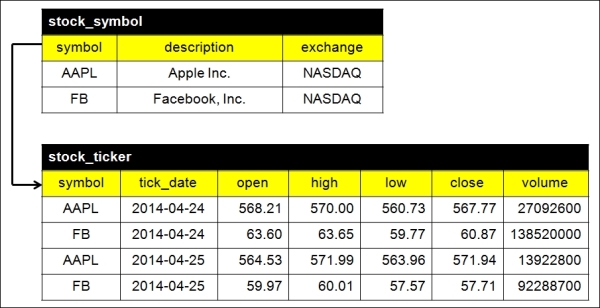 stock_symbol
symbol description exchange
AAPL Apple Inc. NASDAQ
FB Facebook, Inc. NASDAQ
stock_ticker
symbol tick_date open high low close volume
AAPL 2014-04-24 568.21 570.00 560.73 567.77 27092600
FB 2014-04-24 63.60 63.65 59.77 60.87 138520000
AAPL 2014-04-25 564.53 571.99 563.96 571.94 13922800
FB 2014-04-25 59.97 60.01 57.57 57.71 92288700